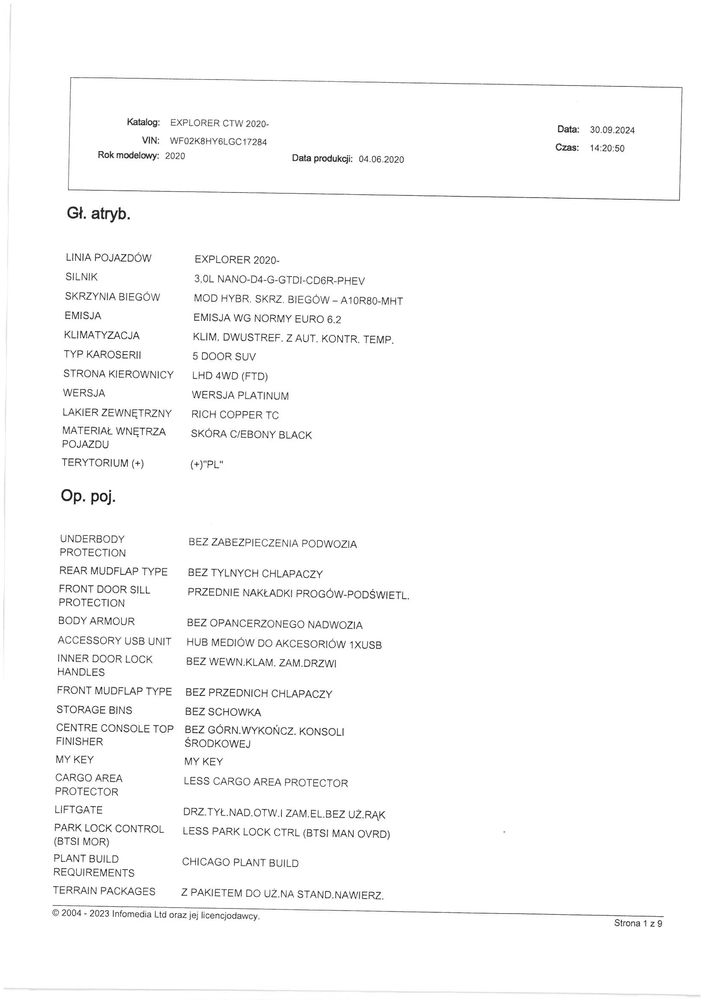 Katalog: EXPLORER CTW 2020-
VIN: WF02K8HY6LGC17284
Rok modelowy: 2020
Data produkcji: 04.06.2020
Data: 30.09.2024
Czas: 14:20:50
Gł. atryb.
LINIA POJAZDÓW EXPLORER 2020-
SILNIK 3,0L NANO-D4-G-GTDI-CD6R-PHEV
SKRZYNIA BIEGÓW MOD HYBR. SKRZ. BIEGÓW – A10R80-MHT
EMISJA EMISJA WG NORMY EURO 6.2
KLIMATYZACJA KLIM. DWUSTREF. Z AUT. KONTR. TEMP.
TYP KAROSERII 5 DOOR SUV
STRONA KIEROWNICY LHD 4WD (FTD)
WERSJA WERSJA PLATINUM
LAKIER ZEWNĘTRZNY RICH COPPER TC
MATERIAŁ WNĘTRZA SKÓRA C/EBONY BLACK
POJAZDU
TERYTORIUM (+) (+)"PL"
Op. poj.
UNDERBODY BEZ ZABEZPIECZENIA PODWOZIA
PROTECTION
REAR MUDFLAP TYPE BEZ TYLNYCH CHLAPACZY
FRONT DOOR SILL PRZEDNIE NAKŁADKI PROGÓW-PODŚWIETL.
PROTECTION
BODY ARMOUR BEZ OPANCERZONEGO NADWOZIA
ACCESSORY USB UNIT HUB MEDIÓW DO AKCESORIÓW 1XUSB
INNER DOOR LOCK BEZ WEWN.KLAM. ZAM.DRZWI
HANDLES
FRONT MUDFLAP TYPE BEZ PRZEDNICH CHLAPACZY
STORAGE BINS BEZ SCHOWKA
CENTRE CONSOLE TOP BEZ GÓRN.WYKOŃCZ. KONSOLI
FINISHER ŚRODKOWEJ
MY KEY MY KEY
CARGO AREA LESS CARGO AREA PROTECTOR
PROTECTOR
LIFTGATE DRZ.TYŁ.NAD.OTW.I ZAM.EL.BEZ UŻ.RĄK
PARK LOCK CONTROL LESS PARK LOCK CTRL (BTSI MAN OVRD)
(BTSI MOR)
PLANT BUILD CHICAGO PLANT BUILD
REQUIREMENTS
TERRAIN PACKAGES Z PAKIETEM DO UŻ.NA STAND.NAWIERZ.
© 2004 - 2023 Infomedia Ltd oraz jej licencjodawcy.
Strona 1 z 9